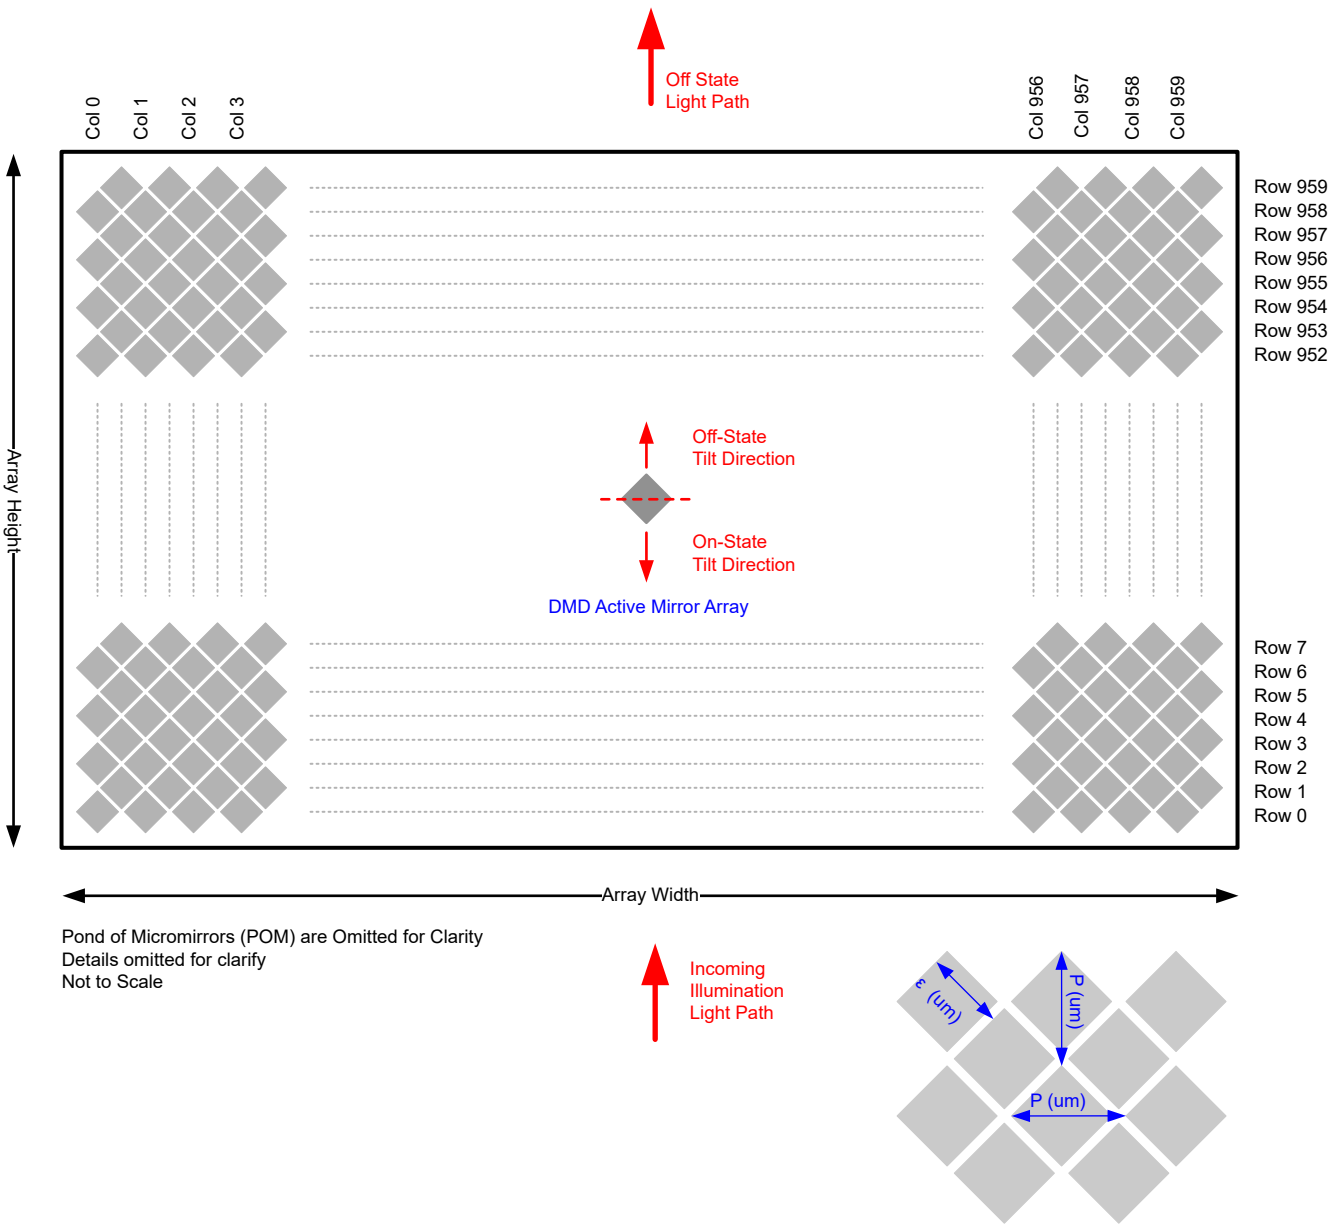 Off State
Light Path
Col 0
Col 1
Col 2
Col 3
Col 956
Col 957
Col 958
Col 959
Row 959
Row 958
Row 957
Row 956
Row 955
Row 954
Row 953
Row 952
Array Height
Off-State
Tilt Direction
On-State
Tilt Direction
DMD Active Mirror Array
Row 7
Row 6
Row 5
Row 4
Row 3
Row 2
Row 1
Row 0
Array Width
Pond of Micromirrors (POM) are Omitted for Clarity
Details omitted for clarify
Not to Scale
Incoming
Illumination
Light Path
ε (um)
P (um)
P (um)